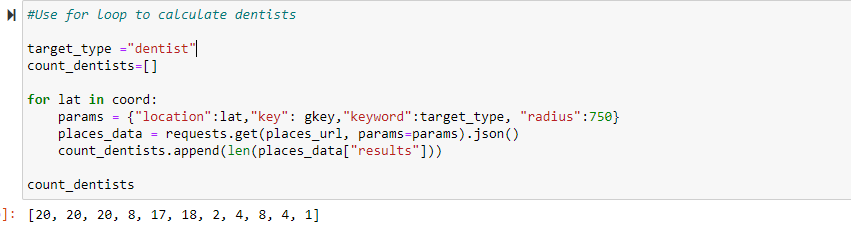 #Use for loop to calculate dentists
target_type ="dentist"
count_dentists=[]
for lat in coord:
    params = {"location":lat,"key": gkey,"keyword":target_type, "radius":750}
    places_data = requests.get(places_url, params=params).json()
    count_dentists.append(len(places_data["results"]))
count_dentists
]: [20, 20, 20, 8, 17, 18, 2, 4, 8, 4, 1]